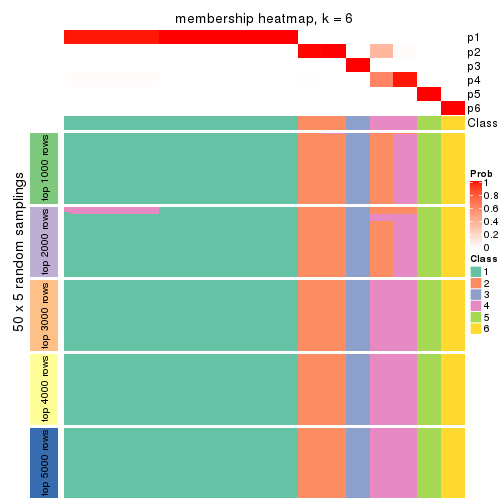 membership heatmap, k = 6
p1
p2
p3
p4
p5
p6
Class
50 x 5 random samplings
top 1000 rows
top 2000 rows
top 3000 rows
top 4000 rows
top 5000 rows
Prob
1
0.8
0.6
0.4
0.2
0
Class
1
2
3
4
5
6